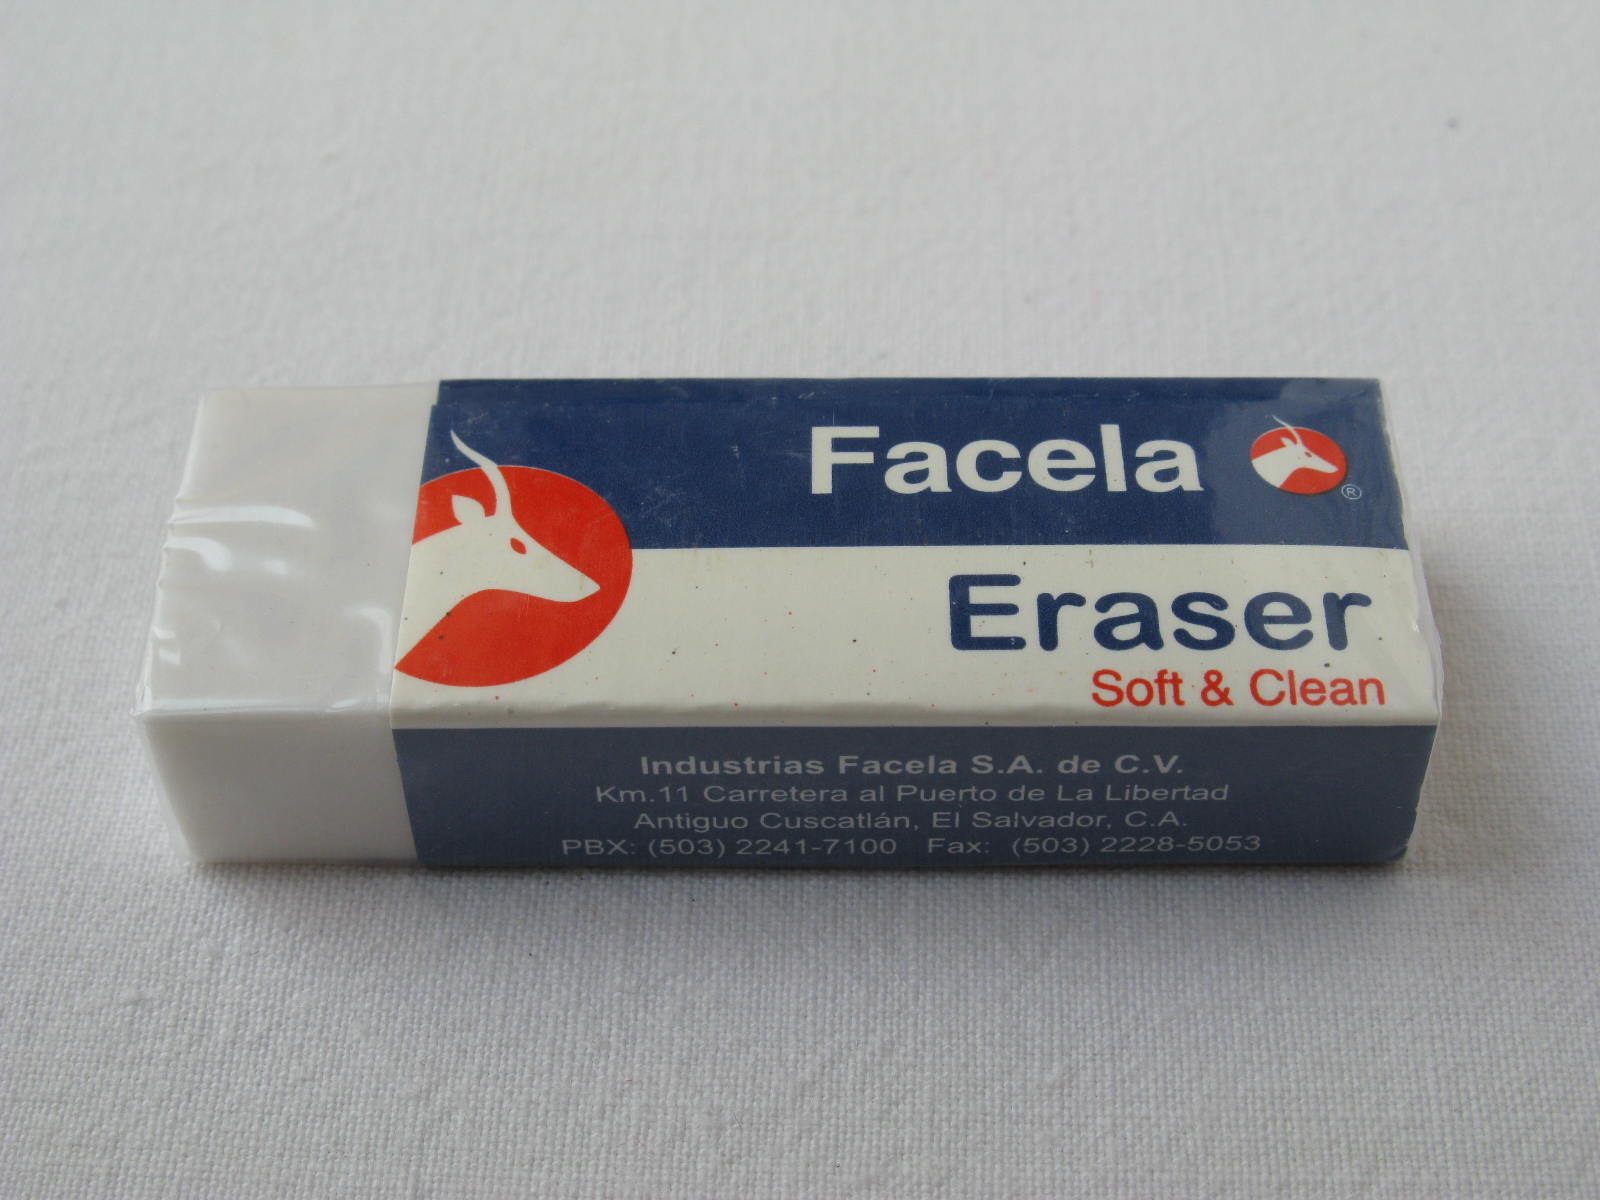 Facela
®
Eraser
Soft & Clean
Industrias Facela S.A. de C.V.
Km.11 Carretera al Puerto de La Libertad
Antiguo Cuscatlán, El Salvador, C.A.
PBX: (503) 2241-7100 Fax: (503) 2228-5053